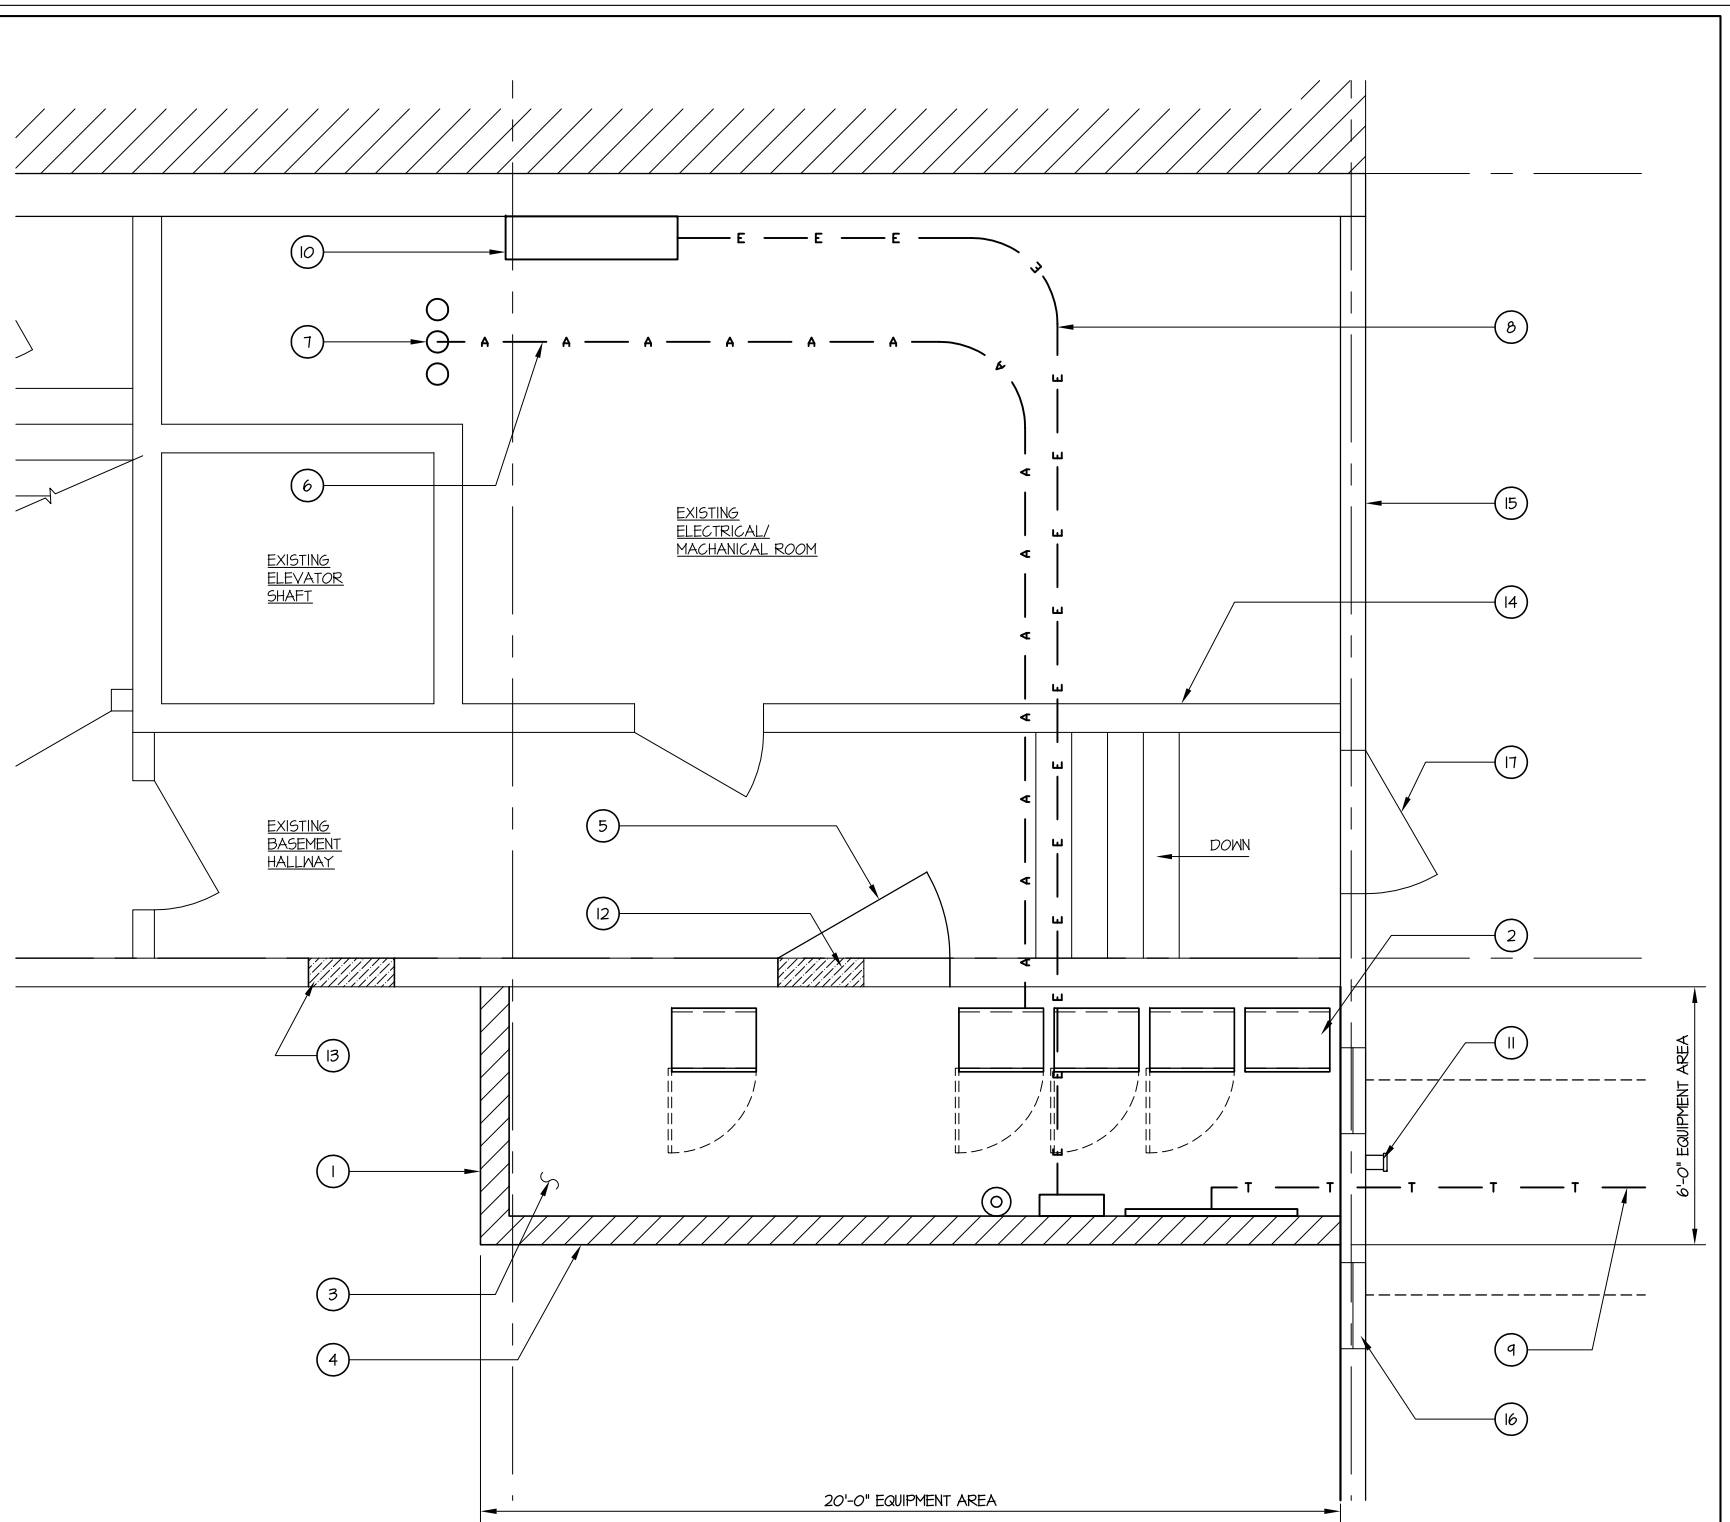 E E E
10
E
8
7
A A A A A A
A
E
6
A
E
15
EXISTING
ELECTRICAL/
MACHANICAL ROOM
A
E
EXISTING
ELEVATOR
SHAFT
14
A
E
E
A
17
E
A
EXISTING
BASEMENT
HALLWAY
5
E
DOWN
A
12
E
2
A
E
13
11
E
6'-0" EQUIPMENT AREA
1
E
T T T T T
3
9
4
16
20'-0" EQUIPMENT AREA